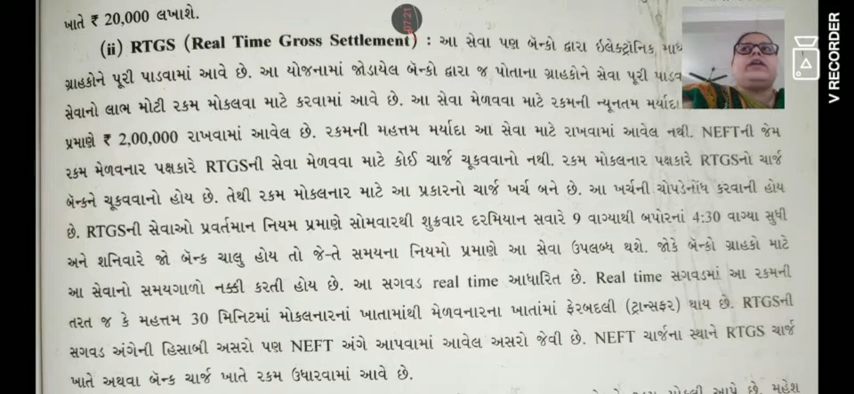 ખાતે ₹ 20,000 લખાશે.
(ii) RTGS (Real Time Gross Settlement) : આ સેવા પણ બૅન્કો દ્વારા ઇલેક્ટ્રોનિક માધ
ગ્રાહકોને પૂરી પાડવામાં આવે છે. આ યોજનામાં જોડાયેલ બૅન્કો દ્વારા જ પોતાના ગ્રાહકોને સેવા પૂરી પાડવ
સેવાનો લાભ મોટી રકમ મોકલવા માટે કરવામાં આવે છે. આ સેવા મેળવવા માટે રકમની ન્યૂનતમ મર્યાદા
પ્રમાણે ₹ 2,00,000 રાખવામાં આવેલ છે. રકમની મહત્તમ મર્યાદા આ સેવા માટે રાખવામાં આવેલ નથી. NEFTની જેમ
રકમ મેળવનાર પક્ષકારે RTGSની સેવા મેળવવા માટે કોઈ ચાર્જ ચૂકવવાનો નથી. રકમ મોકલનાર પક્ષકારે RTGSનો ચાર્જ
બૅન્કને ચૂકવવાનો હોય છે. તેથી રકમ મોકલનાર માટે આ પ્રકારનો ચાર્જ ખર્ચ બને છે. આ ખર્ચની ચોપડેનોંધ કરવાની હોય
છે. RTGSની સેવાઓ પ્રવર્તમાન નિયમ પ્રમાણે સોમવારથી શુક્રવાર દરમિયાન સવારે 9 વાગ્યાથી બપોરનાં 4:30 વાગ્યા સુધી
અને શનિવારે જો બૅન્ક ચાલુ હોય તો જે-તે સમયના નિયમો પ્રમાણે આ સેવા ઉપલબ્ધ થશે. જોકે બૅન્કો ગ્રાહકો માટે
આ સેવાનો સમયગાળો નક્કી કરતી હોય છે. આ સગવડ real time આધારિત છે. Real time સગવડમાં આ રકમની
તરત જ કે મહત્તમ 30 મિનિટમાં મોકલનારનાં ખાતામાંથી મેળવનારના ખાતાંમાં ફેરબદલી (ટ્રાન્સફર) થાય છે. RTGSની
સગવડ અંગેની હિસાબી અસરો પણ NEFT અંગે આપવામાં આવેલ અસરો જેવી છે. NEFT ચાર્જના સ્થાને RTGS ચાર્જ
ખાતે અથવા બૅન્ક ચાર્જ ખાતે રકમ ઉધારવામાં આવે છે.
આપે છે. મહેશ
07:21
V RECORDER